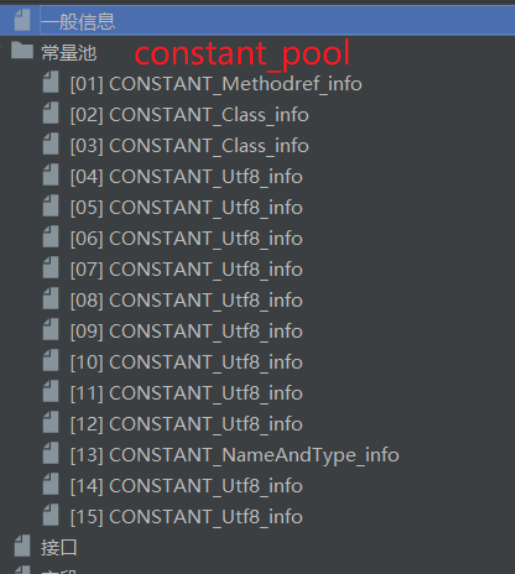 一般信息
常量池 constant_pool
[01] CONSTANT_Methodref_info
[02] CONSTANT_Class_info
[03] CONSTANT_Class_info
[04] CONSTANT_Utf8_info
[05] CONSTANT_Utf8_info
[06] CONSTANT_Utf8_info
[07] CONSTANT_Utf8_info
[08] CONSTANT_Utf8_info
[09] CONSTANT_Utf8_info
[10] CONSTANT_Utf8_info
[11] CONSTANT_Utf8_info
[12] CONSTANT_Utf8_info
[13] CONSTANT_NameAndType_info
[14] CONSTANT_Utf8_info
[15] CONSTANT_Utf8_info
接口